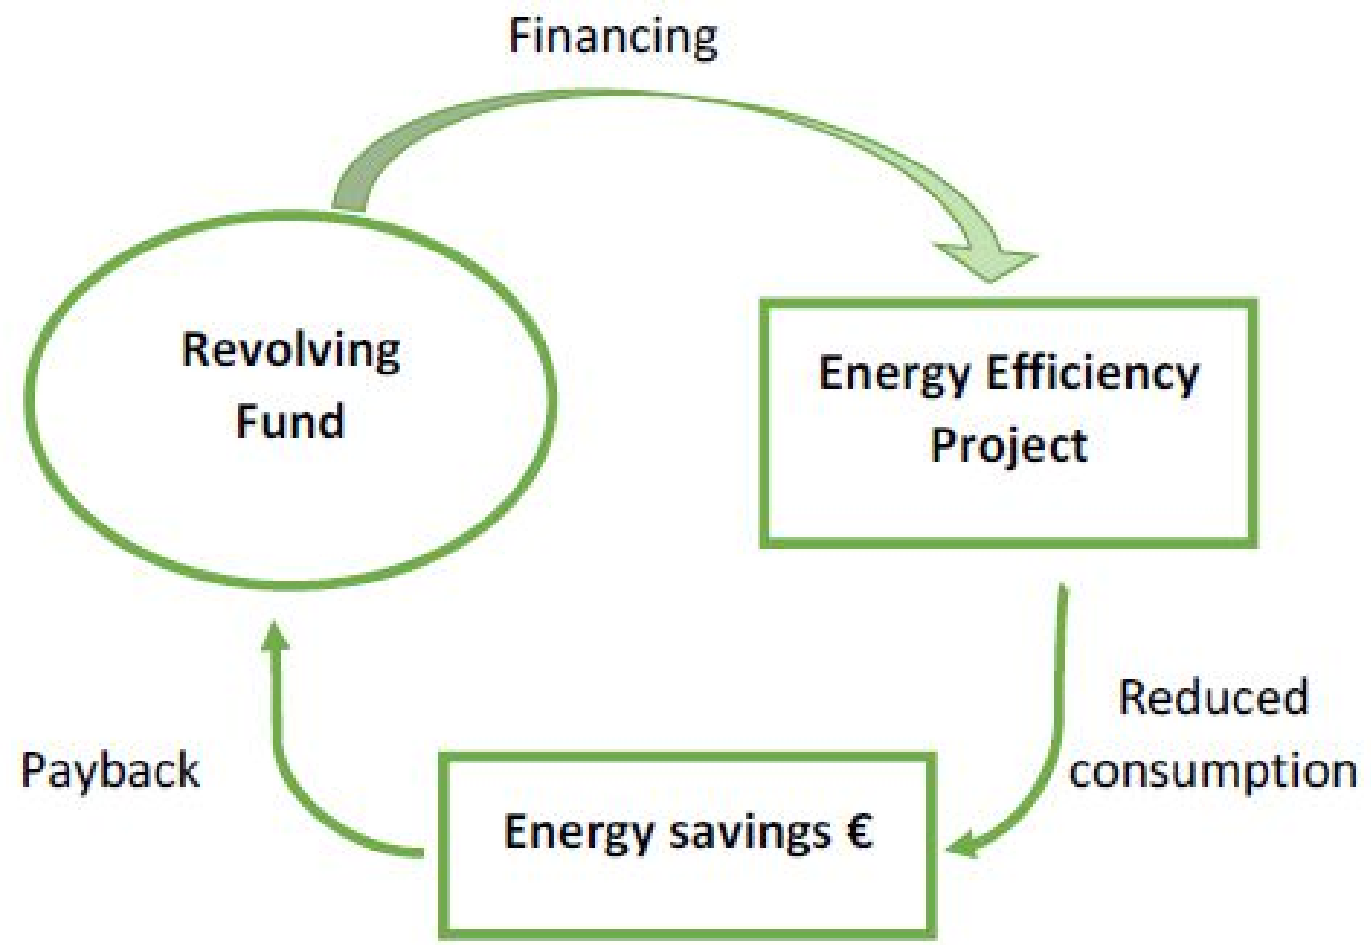 Financing
Revolving
Fund
Energy Efficiency
Project
Reduced
consumption
Energy savings €
Payback